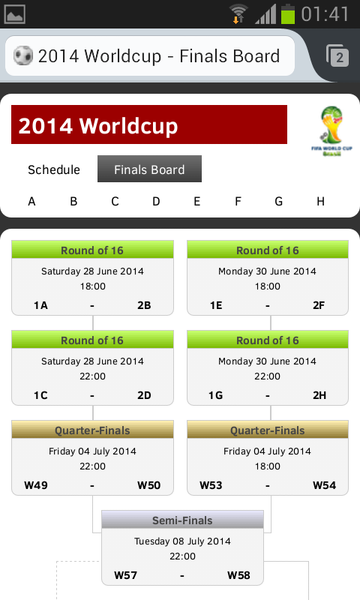 01:41
2014 Worldcup - Finals Board
2
2014 Worldcup
FIFA WORLD CUP
Brasil
Schedule
Finals Board
A B C D E F G H
Round of 16
Saturday 28 June 2014
18:00
1A - 2B
Round of 16
Monday 30 June 2014
18:00
1E - 2F
Round of 16
Saturday 28 June 2014
22:00
1C - 2D
Round of 16
Monday 30 June 2014
22:00
1G - 2H
Quarter-Finals
Friday 04 July 2014
22:00
W49 - W50
Quarter-Finals
Friday 04 July 2014
18:00
W53 - W54
Semi-Finals
Tuesday 08 July 2014
22:00
W57 - W58